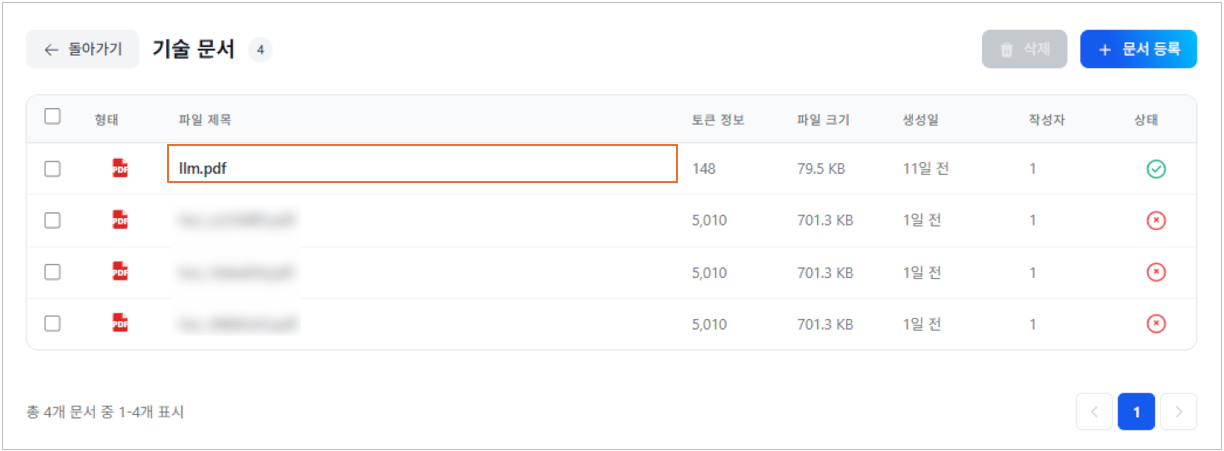 ← 돌아가기 기술 문서 4 삭제 + 문서 등록
형태 파일 제목 토큰 정보 파일 크기 생성일 작성자 상태
PDF llm.pdf 148 79.5 KB 11일 전 1
PDF 5,010 701.3 KB 1일 전 1
PDF 5,010 701.3 KB 1일 전 1
PDF 5,010 701.3 KB 1일 전 1
총 4개 문서 중 1-4개 표시 < 1 >